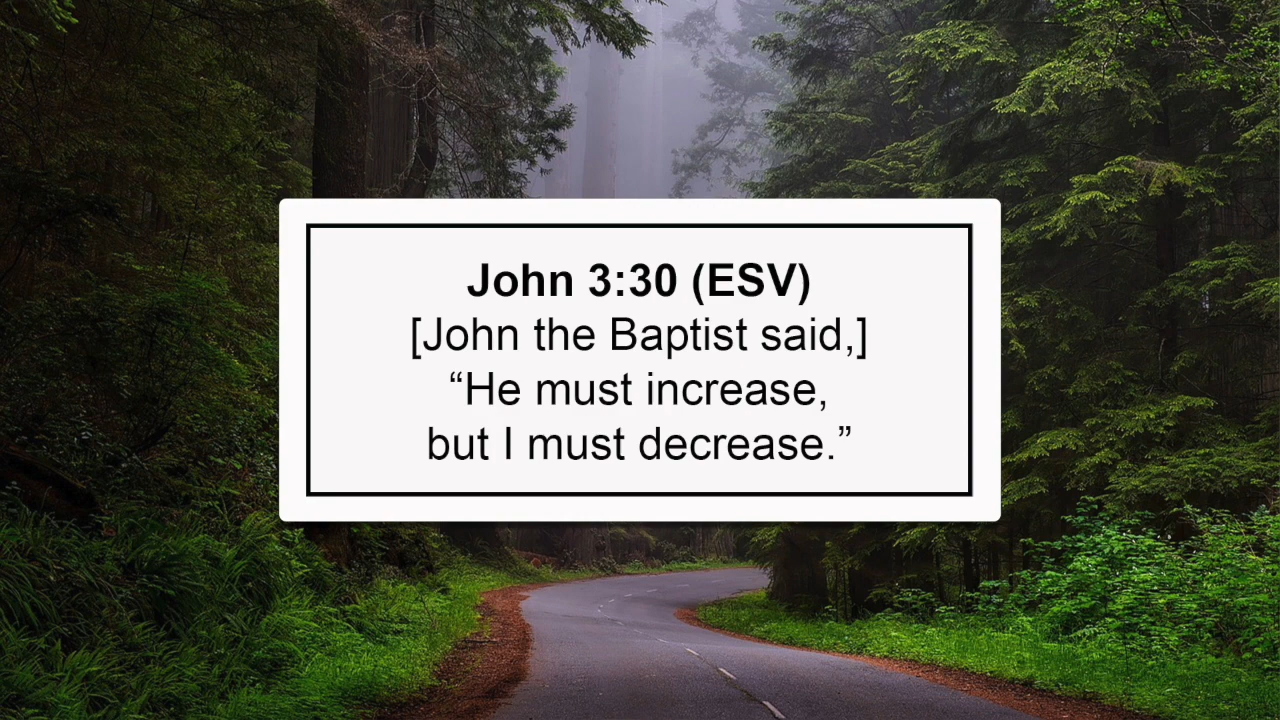 John 3:30 (ESV)
[John the Baptist said,]
“He must increase,
but I must decrease.”